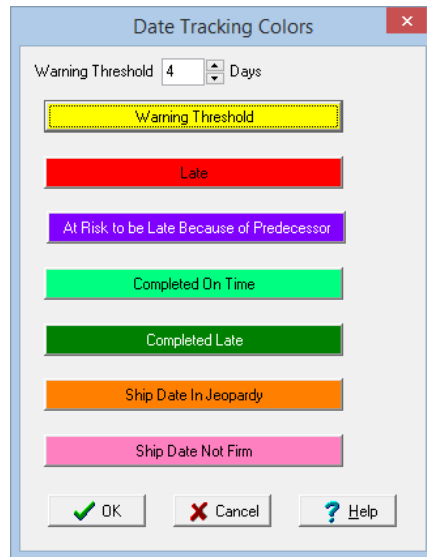 Date Tracking Colors
Warning Threshold 4 Days
Warning Threshold
Late
At Risk to be Late Because of Predecessor
Completed On Time
Completed Late
Ship Date In Jeopardy
Ship Date Not Firm
OK Cancel Help